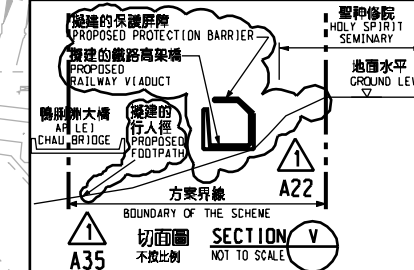 擬建的保護屏障
PROPOSED PROTECTION BARRIER
擬建的鐵路高架橋
PROPOSED
RAILWAY VIADUCT
聖神修院
HOLY SPIRIT
SEMINARY
地面水平
GROUND LEV
鴨脷洲大橋
AP LEI
CHAU BRIDGE
擬建的
行人徑
PROPOSED
FOOTPATH
1
A22
方案界線
BOUNDARY OF THE SCHEME
1
A35
切面圖
不按比例
SECTION V
NOT TO SCALE